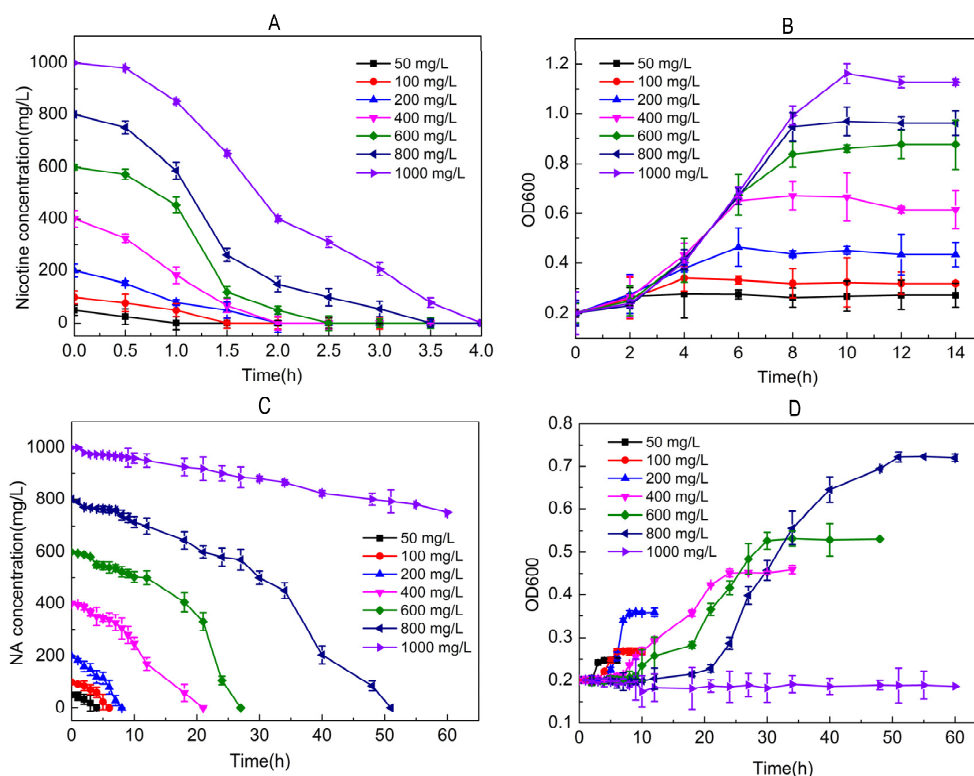 A
Nicotine concentration(mg/L)
1000
800
600
400
200
0
50 mg/L
100 mg/L
200 mg/L
400 mg/L
600 mg/L
800 mg/L
1000 mg/L
0.0 0.5 1.0 1.5 2.0 2.5 3.0 3.5 4.0
Time(h)
B
OD600
1.2
1.0
0.8
0.6
0.4
0.2
50 mg/L
100 mg/L
200 mg/L
400 mg/L
600 mg/L
800 mg/L
1000 mg/L
0 2 4 6 8 10 12 14
Time(h)
C
NA concentration(mg/L)
1000
800
600
400
200
0
50 mg/L
100 mg/L
200 mg/L
400 mg/L
600 mg/L
800 mg/L
1000 mg/L
0 10 20 30 40 50 60
Time(h)
D
OD600
0.8
0.7
0.6
0.5
0.4
0.3
0.2
0.1
50 mg/L
100 mg/L
200 mg/L
400 mg/L
600 mg/L
800 mg/L
1000 mg/L
0 10 20 30 40 50 60
Time(h)